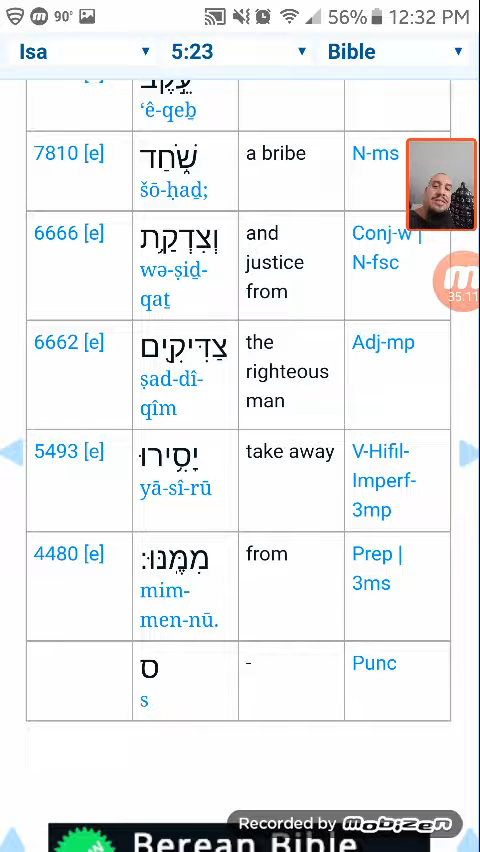 90° 56% 12:32 PM
Isa 5:23 Bible
עֵ֣קֶב
‘ê-qeḇ
7810 [e] שֹׁ֑חַד a bribe N-ms
šō-ḥaḏ;
6666 [e] וְצִדְקַ֥ת and Conj-w |
wə-ṣiḏ- justice N-fsc
qaṯ from
6662 [e] צַדִּיקִ֖ים the Adj-mp
ṣad-dî- righteous
qîm man
5493 [e] יָסִ֥ירוּ take away V-Hifil-
yā-sî-rū Imperf-
3mp
4480 [e] מִמֶּֽנּוּ׃ from Prep |
mim- 3ms
men-nū.
ס - Punc
s
35:11
Recorded by mobizen
Berean Bible